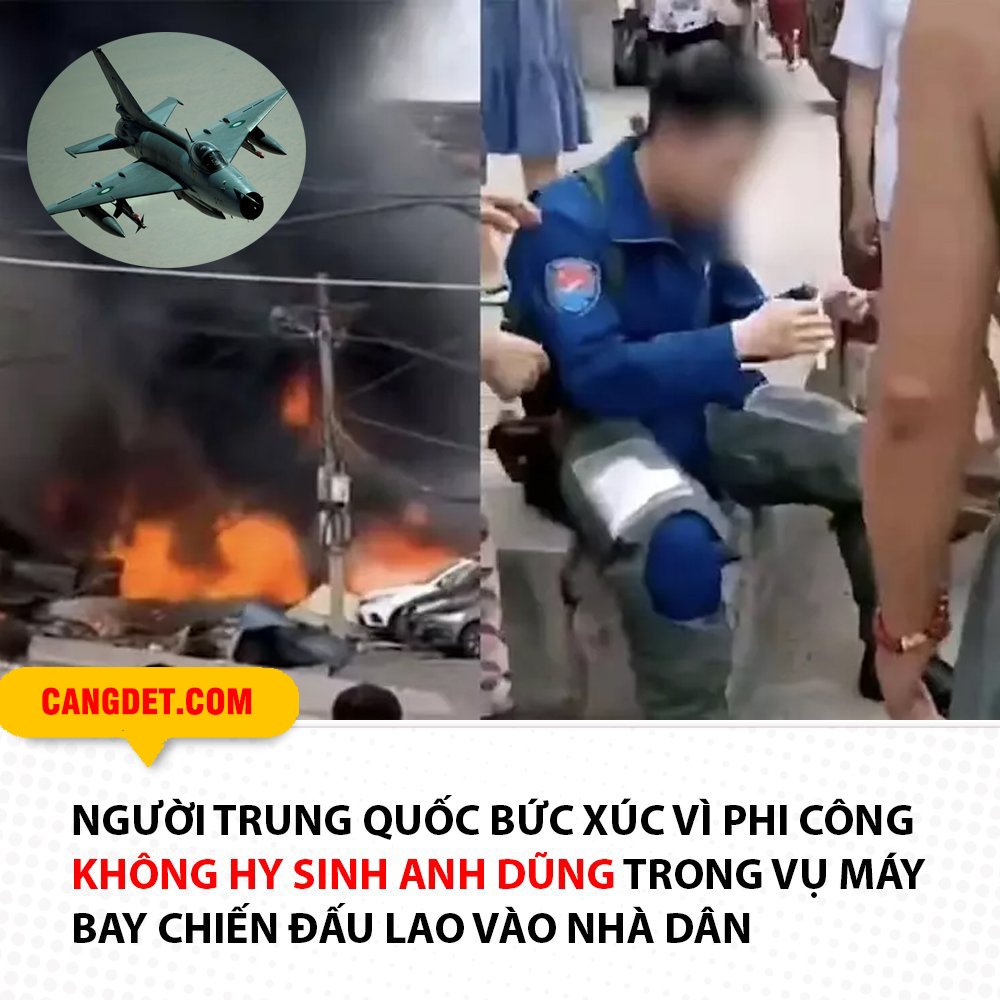 CANGDET.COM
NGƯỜI TRUNG QUỐC BỨC XÚC VÌ PHI CÔNG
KHÔNG HY SINH ANH DŨNG TRONG VỤ MÁY
BAY CHIẾN ĐẤU LAO VÀO NHÀ DÂN